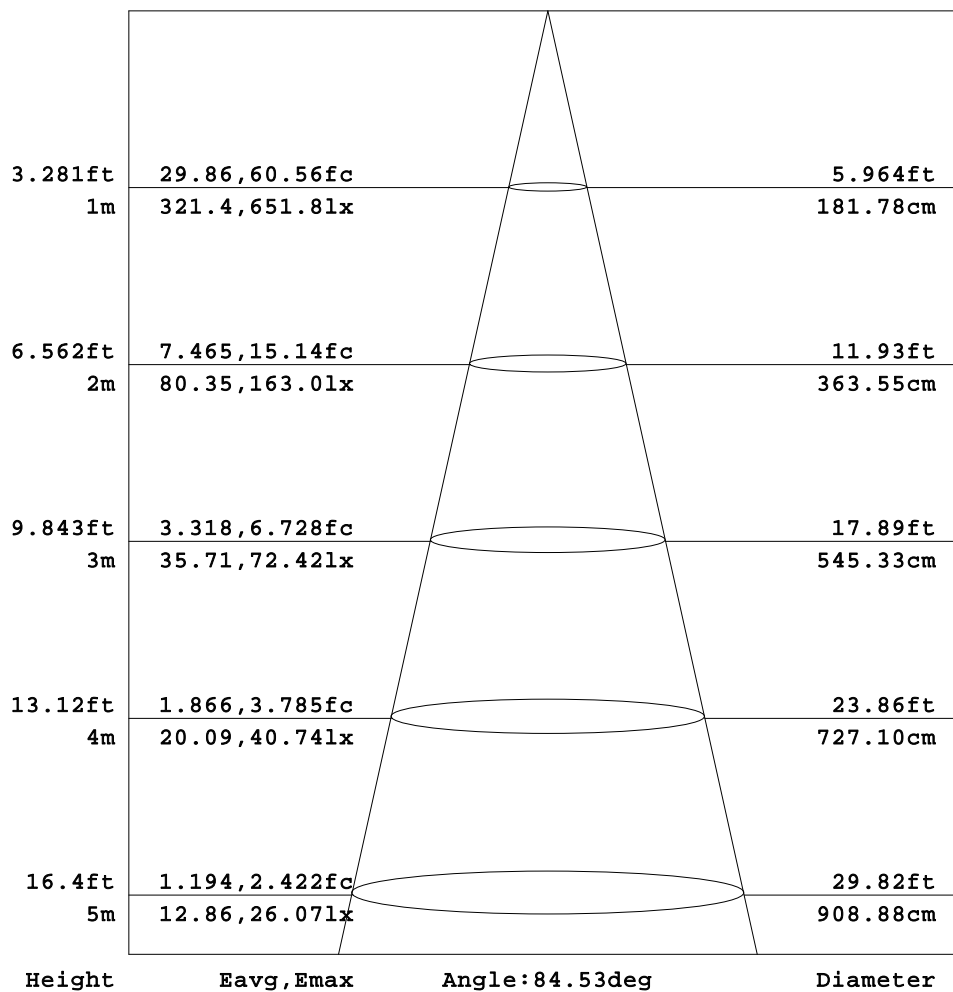 3.281ft 29.86,60.56fc 5.964ft
1m 321.4,651.8lx 181.78cm
6.562ft 7.465,15.14fc 11.93ft
2m 80.35,163.0lx 363.55cm
9.843ft 3.318,6.728fc 17.89ft
3m 35.71,72.42lx 545.33cm
13.12ft 1.866,3.785fc 23.86ft
4m 20.09,40.74lx 727.10cm
16.4ft 1.194,2.422fc 29.82ft
5m 12.86,26.07lx 908.88cm
Height Eavg,Emax Angle:84.53deg Diameter